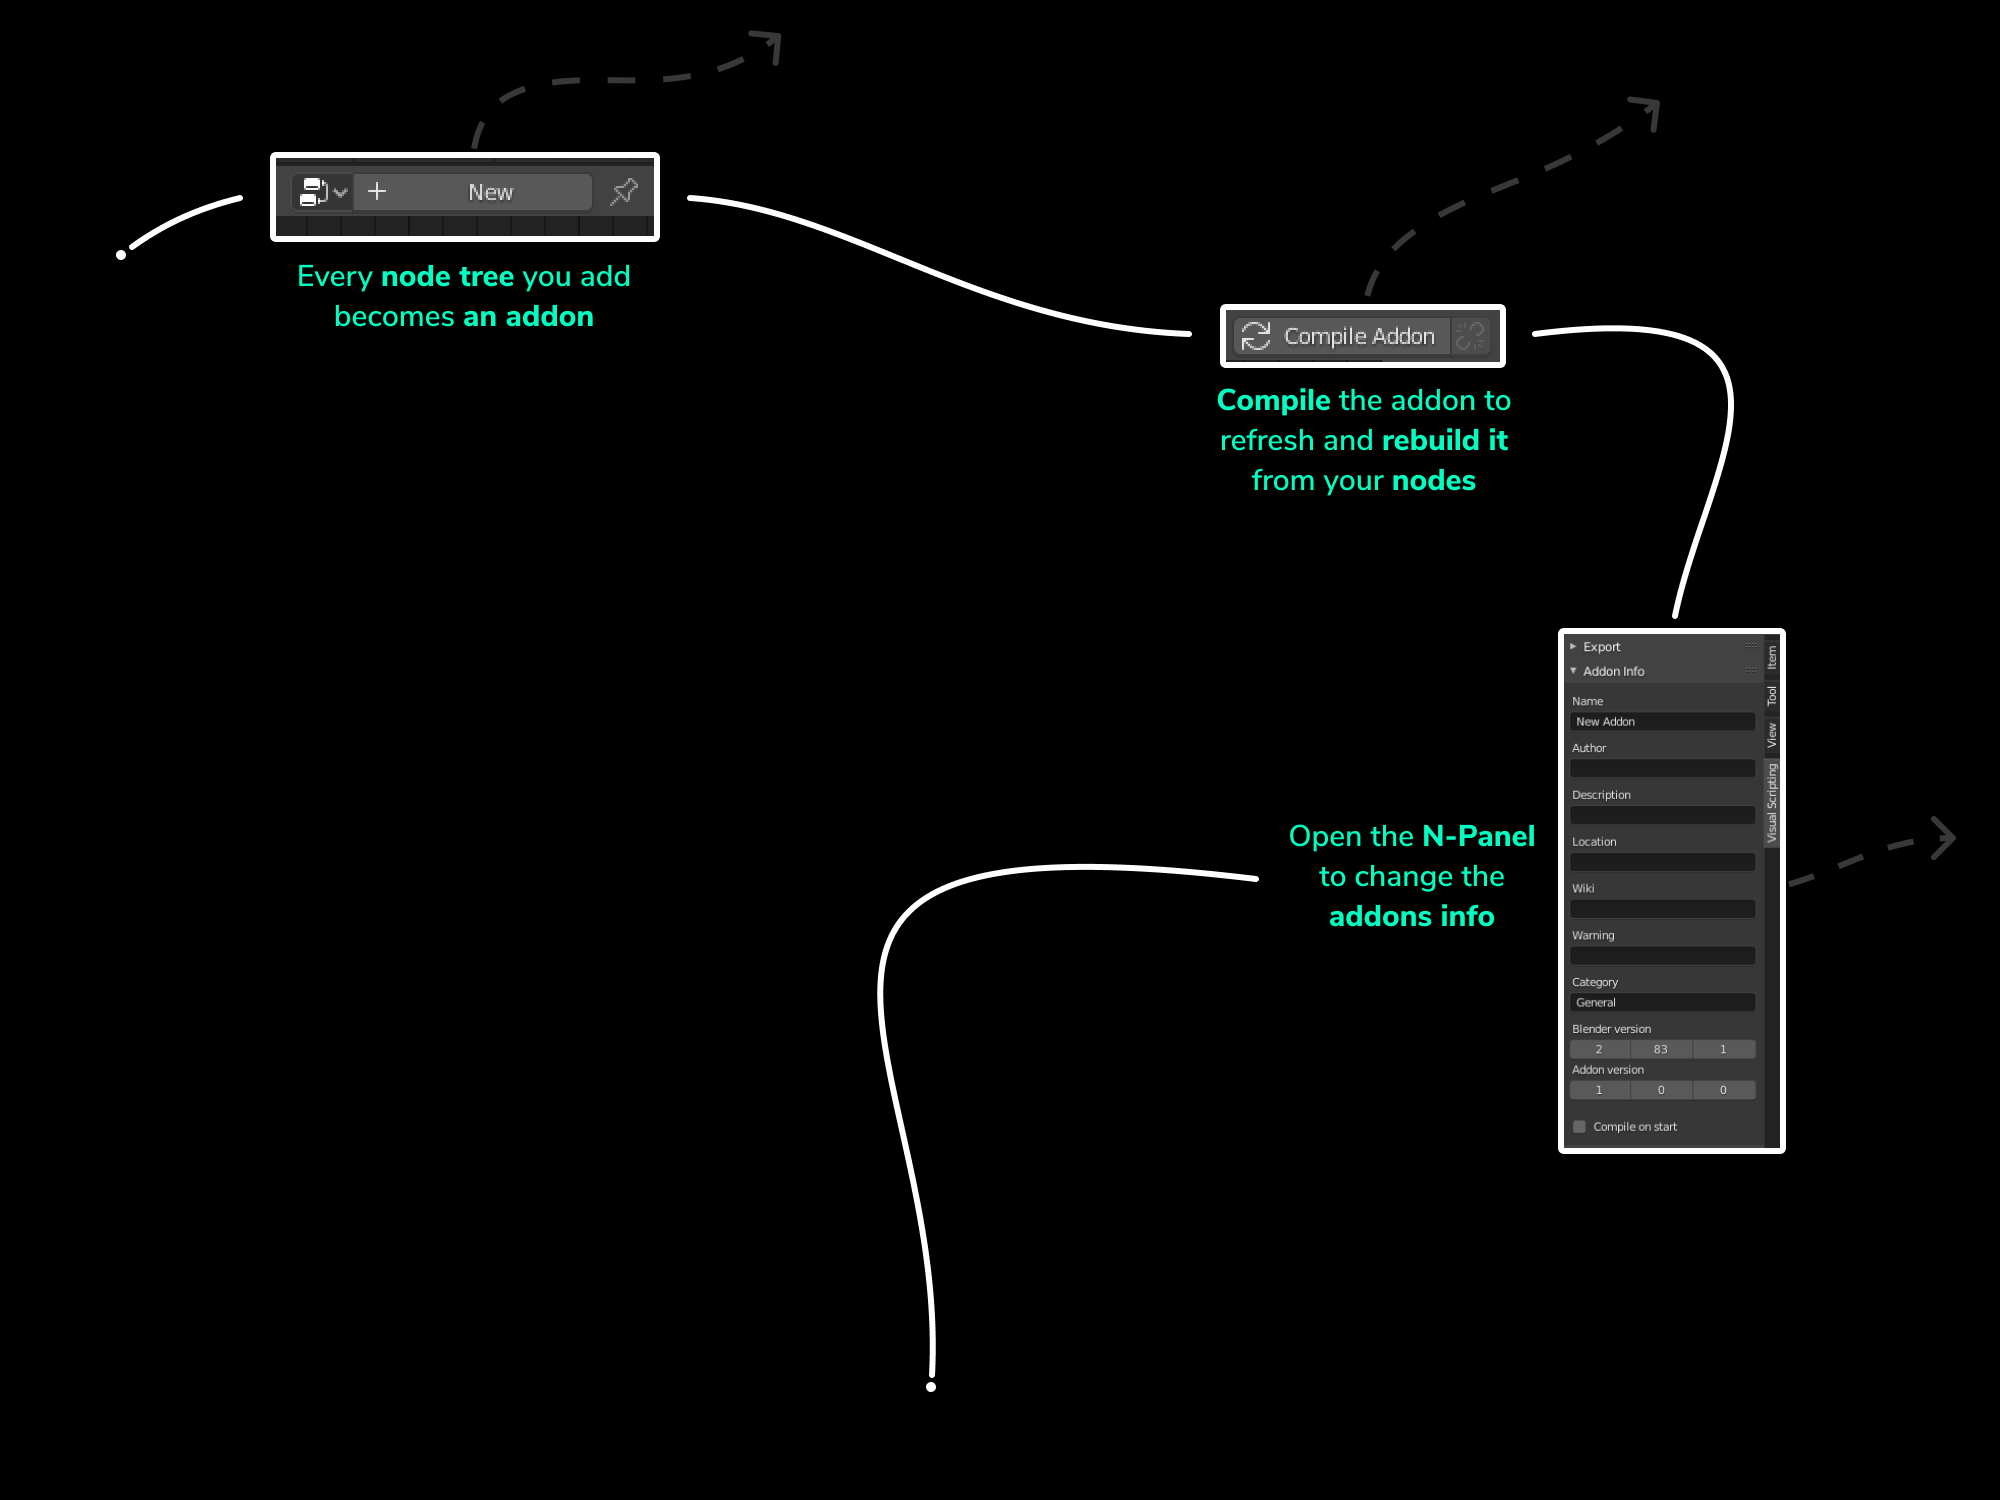 New
Every node tree you add
becomes an addon
Compile Addon
Compile the addon to
refresh and rebuild it
from your nodes
Open the N-Panel
to change the
addons info
Export
Addon Info
Name
New Addon
Author
Description
Location
Wiki
Warning
Category
General
Blender version
2 83 1
Addon version
1 0 0
Compile on start
Item
Tool
View
Visual Scripting